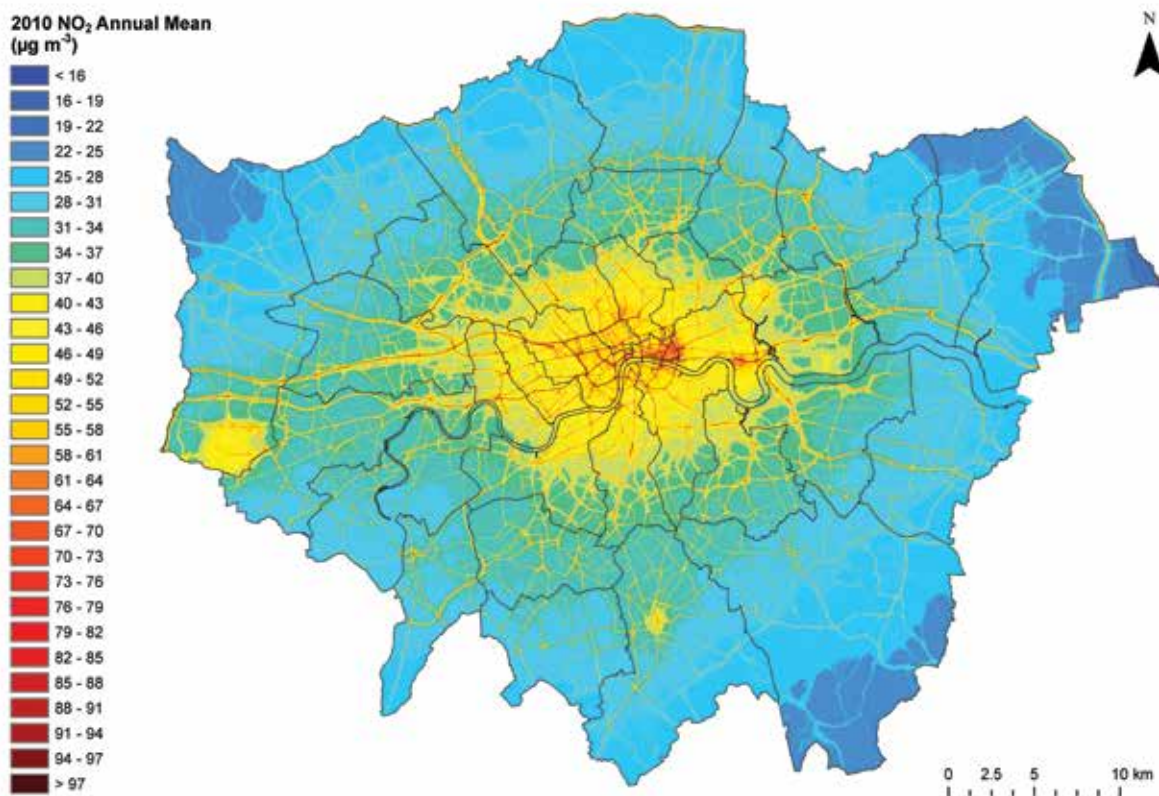 2010 NO₂ Annual Mean
(µg m⁻³)
< 16
16 - 19
19 - 22
22 - 25
25 - 28
28 - 31
31 - 34
34 - 37
37 - 40
40 - 43
43 - 46
46 - 49
49 - 52
52 - 55
55 - 58
58 - 61
61 - 64
64 - 67
67 - 70
70 - 73
73 - 76
76 - 79
79 - 82
82 - 85
85 - 88
88 - 91
91 - 94
94 - 97
> 97
N
0 2.5 5 10 km